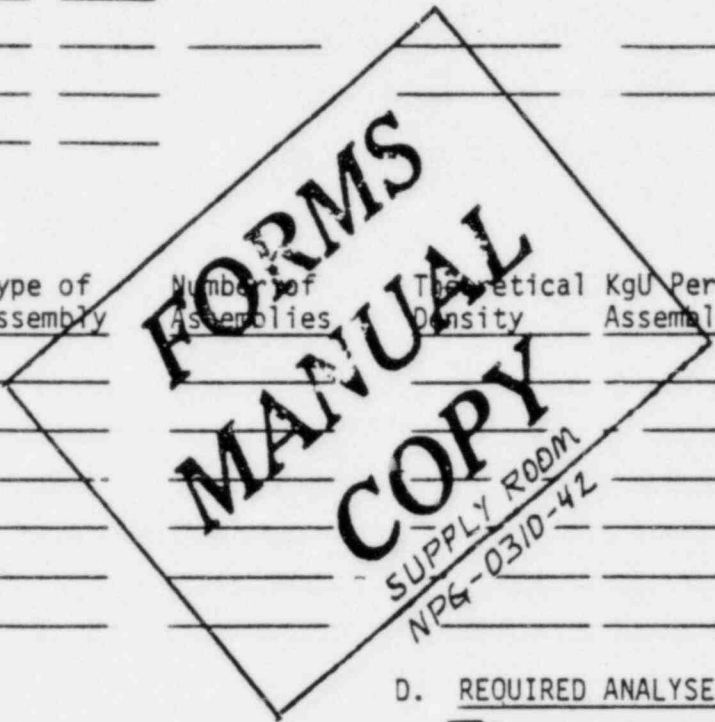 ype of Number of Theoretical KgU Per
ssembly Assemblies Density Assembl
FORMS
MANUAL
COPY
SUPPLY ROOM
NPG-0310-42
D. REQUIRED ANALYSE